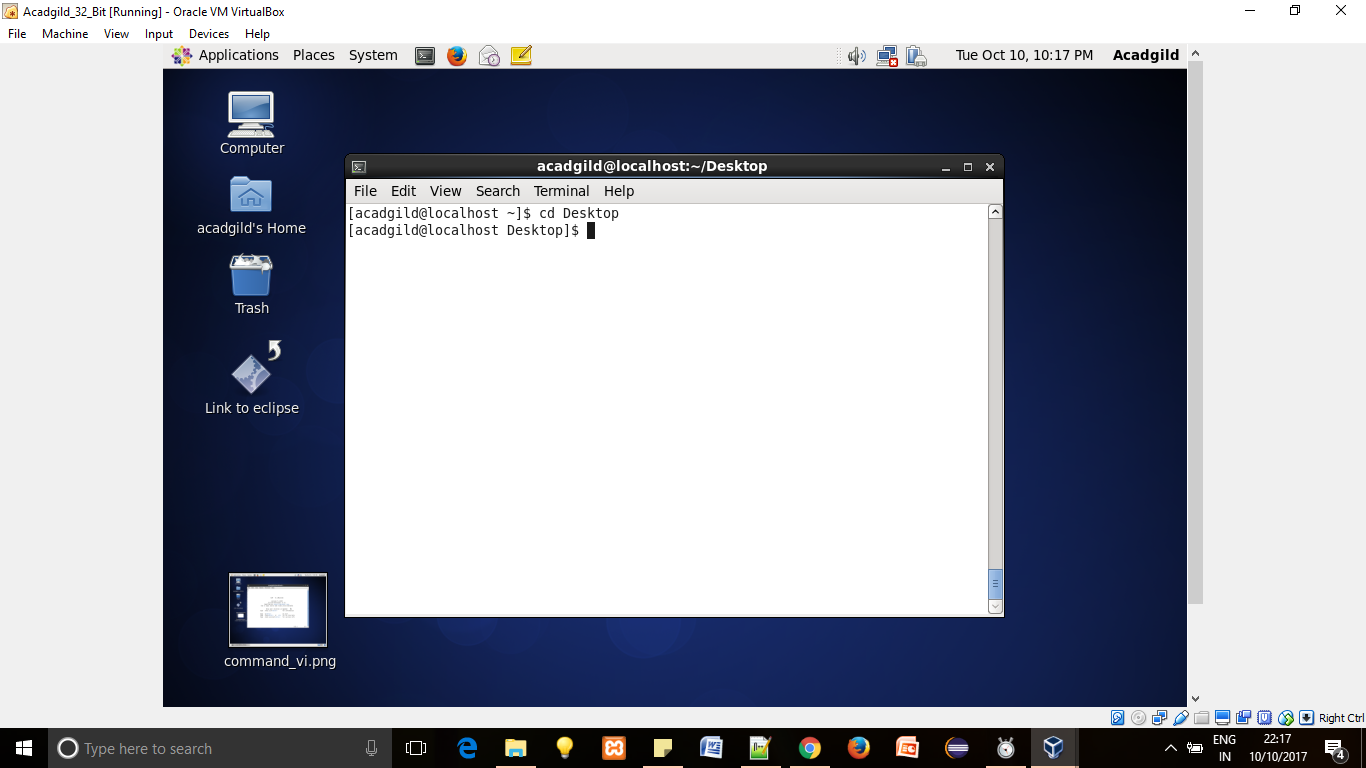 Acadgild_32_Bit [Running] - Oracle VM VirtualBox
File Machine View Input Devices Help
Applications Places System Tue Oct 10, 10:17 PM Acadgild
Computer
acadgild's Home
Trash
Link to eclipse
command_vi.png
acadgild@localhost:~/Desktop
File Edit View Search Terminal Help
[acadgild@localhost ~]$ cd Desktop
[acadgild@localhost Desktop]$
Right Ctrl
Type here to search
ENG
IN
22:17
10/10/2017
4